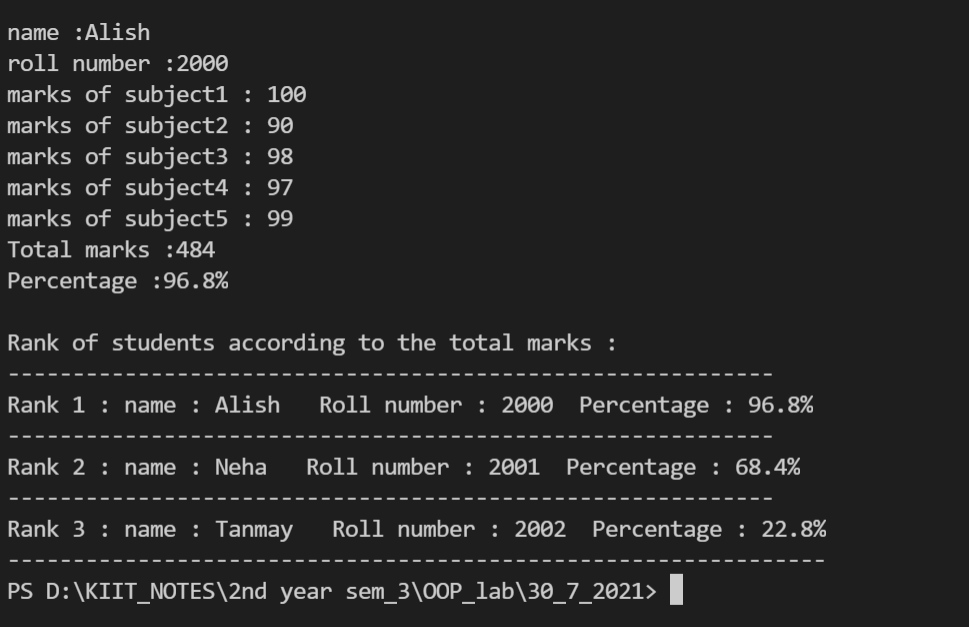 name :Alish
roll number :2000
marks of subject1 : 100
marks of subject2 : 90
marks of subject3 : 98
marks of subject4 : 97
marks of subject5 : 99
Total marks :484
Percentage :96.8%
Rank of students according to the total marks :
-----------------------------------------------------------
Rank 1 : name : Alish   Roll number : 2000  Percentage : 96.8%
-----------------------------------------------------------
Rank 2 : name : Neha   Roll number : 2001  Percentage : 68.4%
-----------------------------------------------------------
Rank 3 : name : Tanmay   Roll number : 2002  Percentage : 22.8%
---------------------------------------------------------------
PS D:\KIIT_NOTES\2nd year sem_3\OOP_lab\30_7_2021>